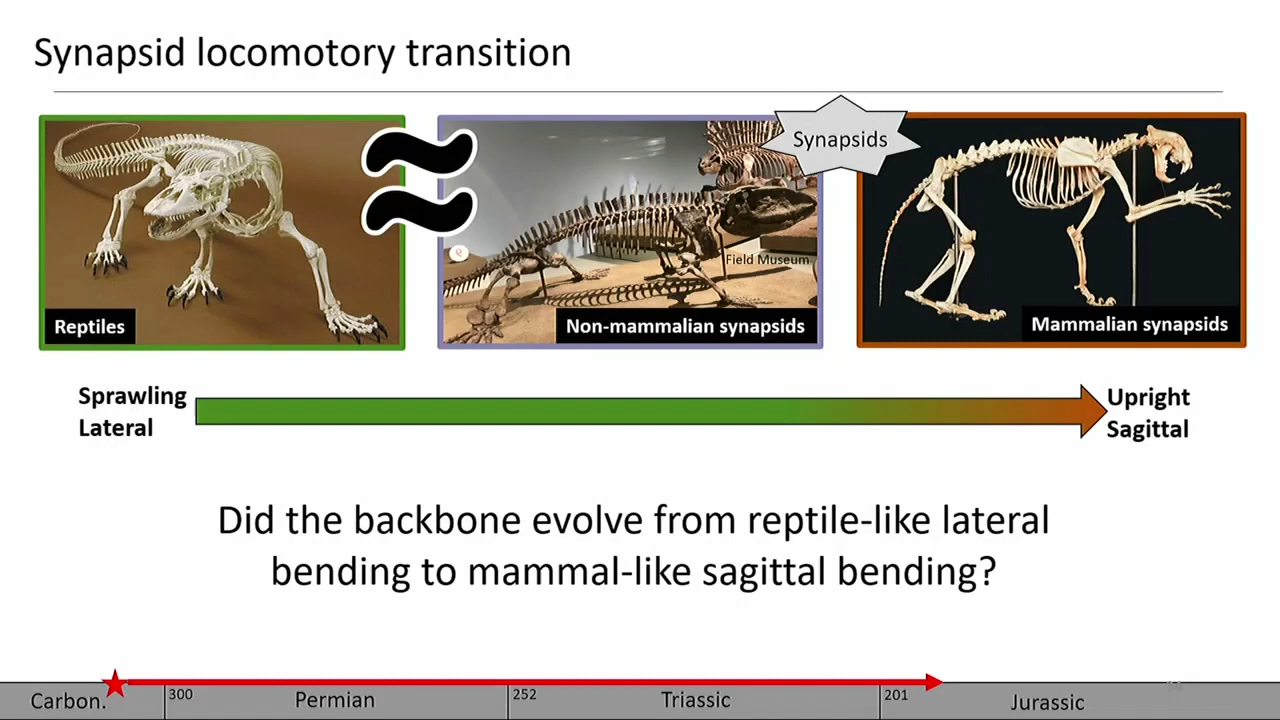 Synapsid locomotory transition
Synapsids
Field Museum
Reptiles
Non-mammalian synapsids
Mammalian synapsids
Sprawling
Lateral
Upright
Sagittal
Did the backbone evolve from reptile-like lateral
bending to mammal-like sagittal bending?
Carbon.
300
Permian
252
Triassic
201
Jurassic